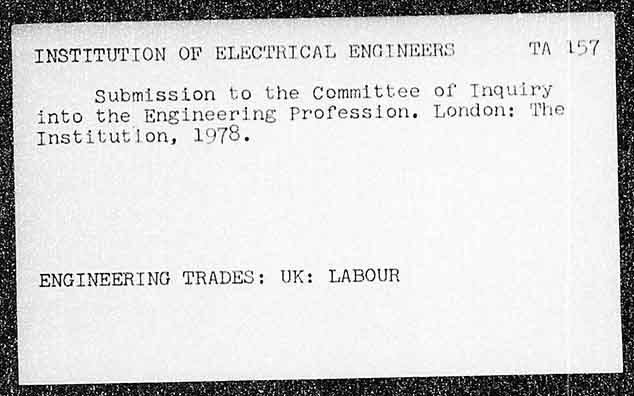 INSTITUTION OF ELECTRICAL ENGINEERS TA 157
Submission to the Committee of Inquiry
into the Engineering Profession. London: The
Institution, 1978.
ENGINEERING TRADES: UK: LABOUR